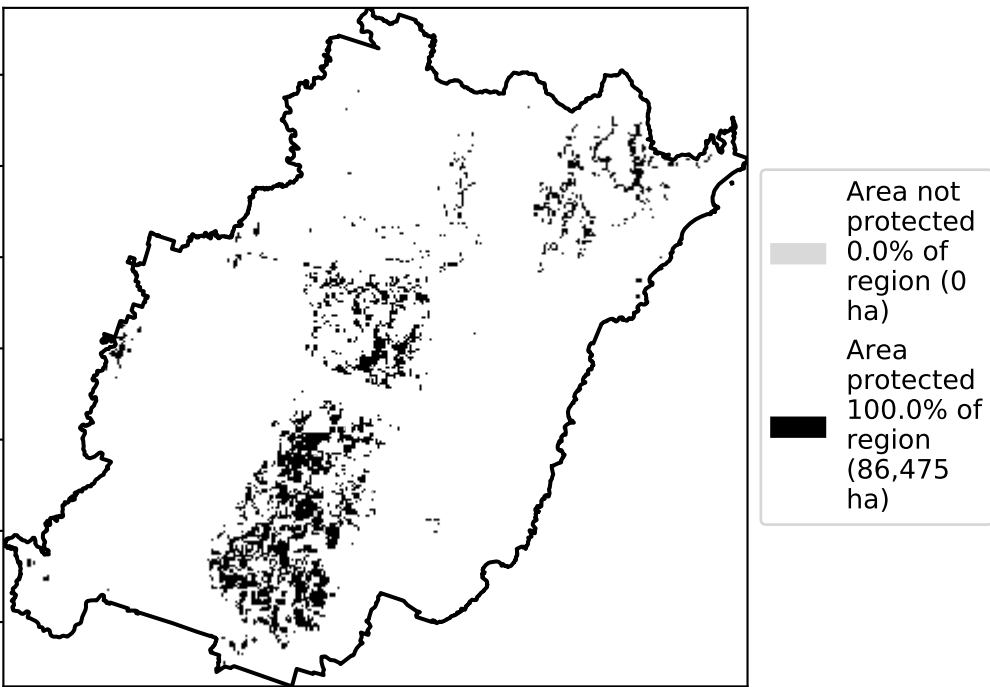 Area not
protected
0.0% of
region (0
ha)
Area
protected
100.0% of
region
(86,475
ha)